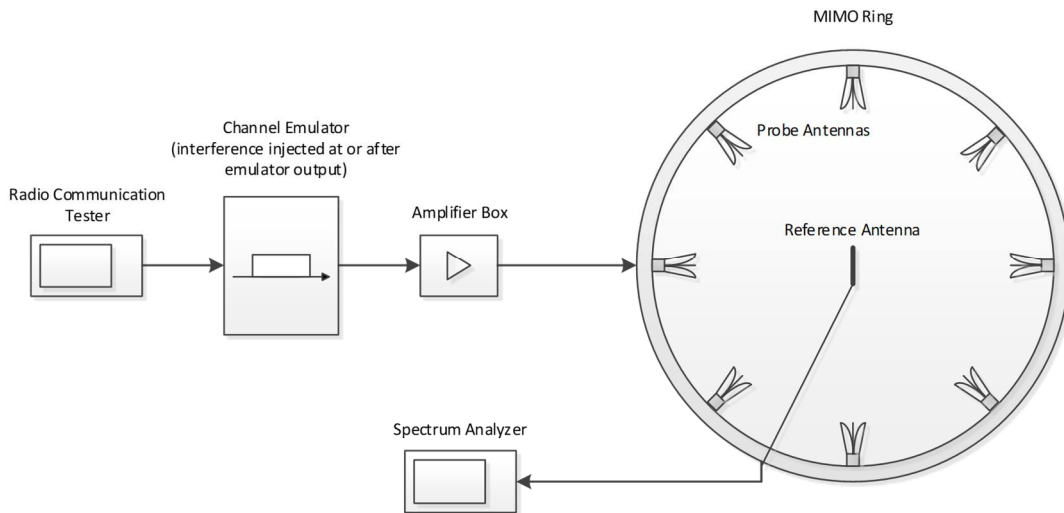 MIMO Ring
Channel Emulator
(interference injected at or after
emulator output)
Probe Antennas
Radio Communication
Tester
Amplifier Box
Reference Antenna
Spectrum Analyzer